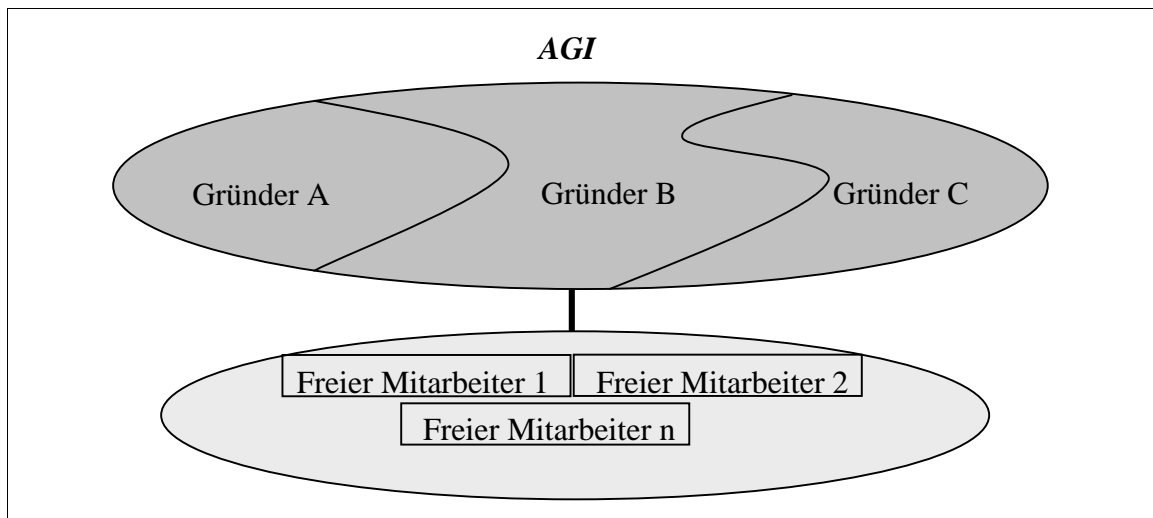 AGI
Gründer A
Gründer B
Gründer C
Freier Mitarbeiter 1
Freier Mitarbeiter 2
Freier Mitarbeiter n